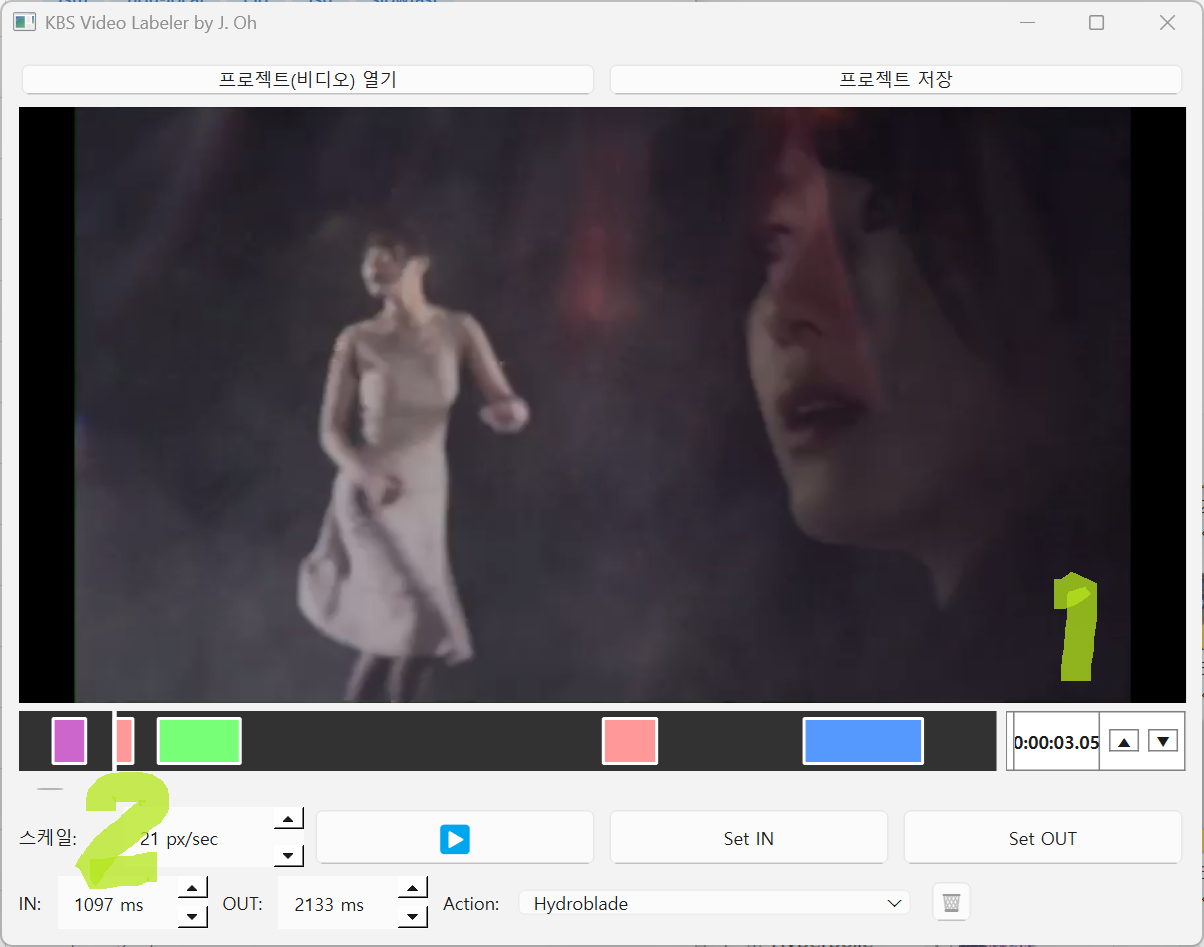 KBS Video Labeler by J. Oh
프로젝트(비디오) 열기
프로젝트 저장
1
0:00:03.05
2
스케일:
21 px/sec
Set IN
Set OUT
IN:
1097 ms
OUT:
2133 ms
Action:
Hydroblade